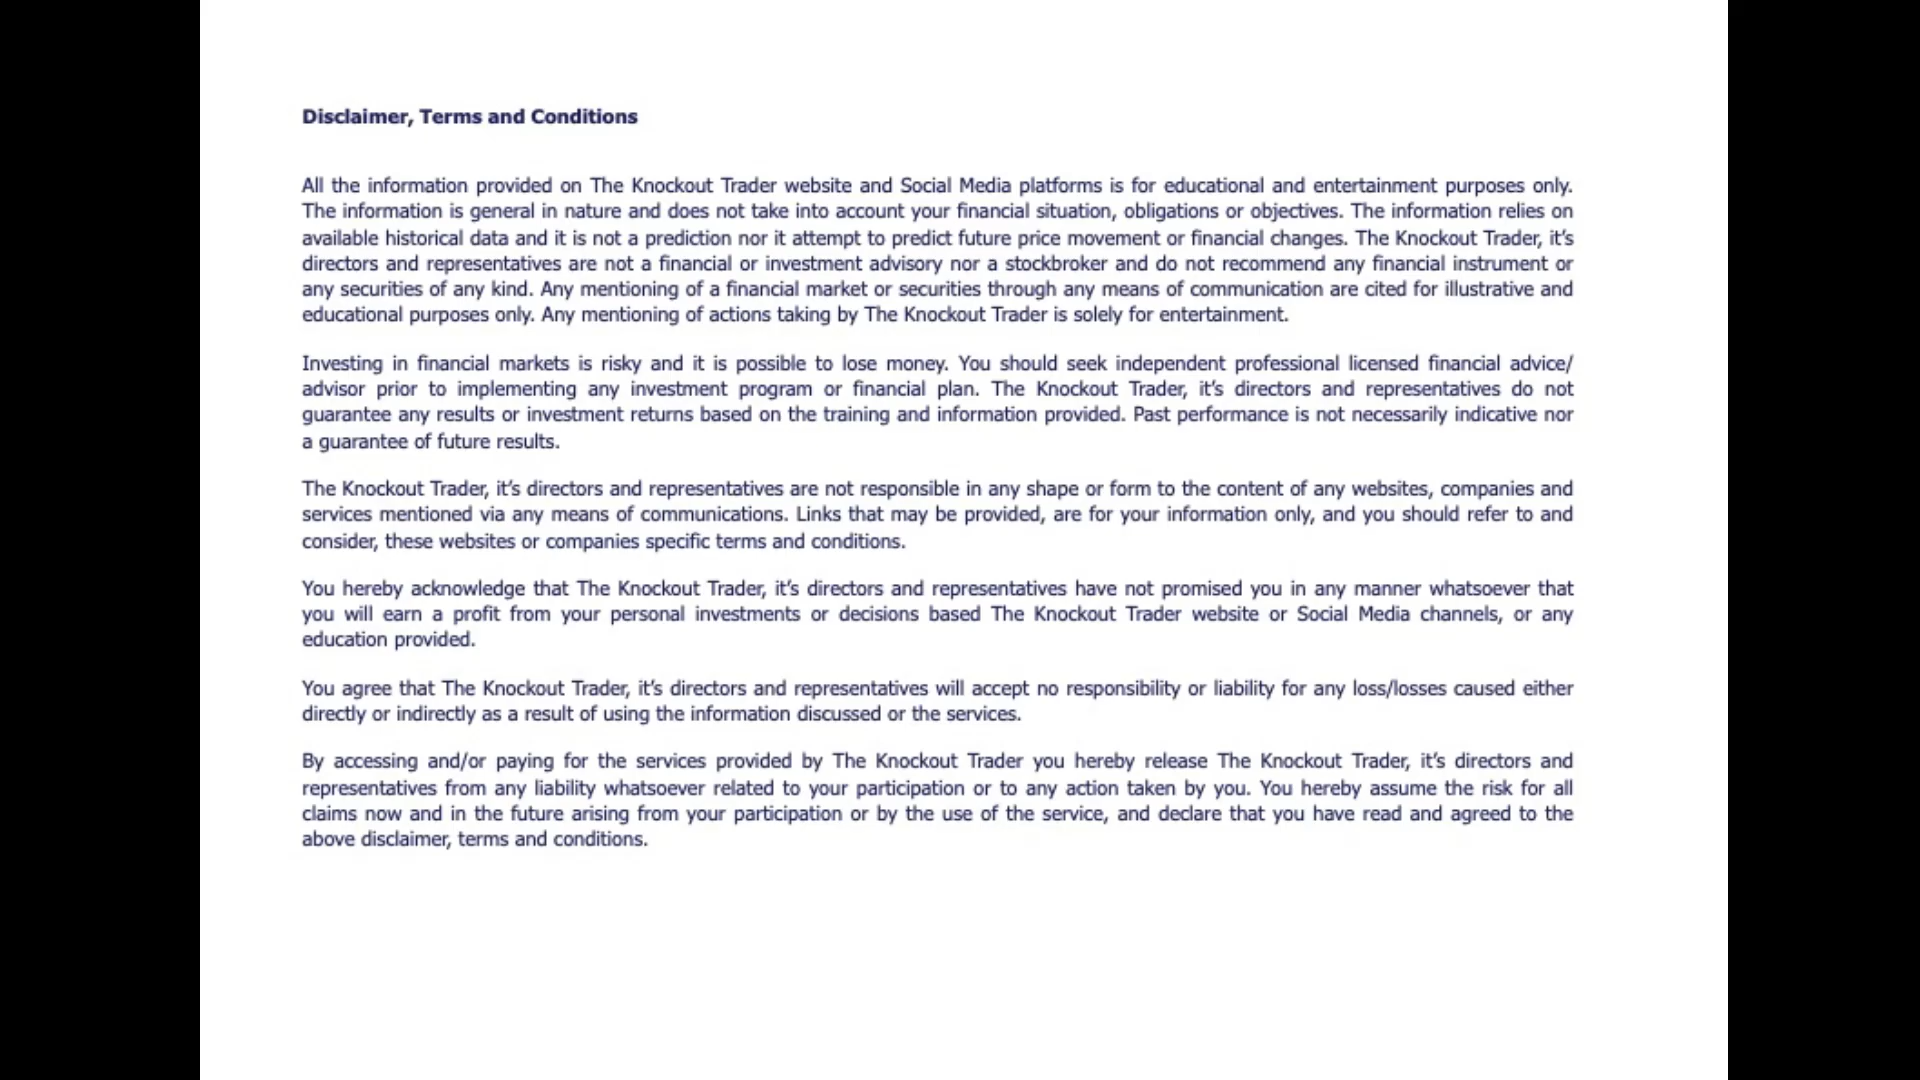 Disclaimer, Terms and Conditions
All the information provided on The Knockout Trader website and Social Media platforms is for educational and entertainment purposes only.
The information is general in nature and does not take into account your financial situation, obligations or objectives. The information relies on
available historical data and it is not a prediction nor it attempt to predict future price movement or financial changes. The Knockout Trader, it’s
directors and representatives are not a financial or investment advisory nor a stockbroker and do not recommend any financial instrument or
any securities of any kind. Any mentioning of a financial market or securities through any means of communication are cited for illustrative and
educational purposes only. Any mentioning of actions taking by The Knockout Trader is solely for entertainment.
Investing in financial markets is risky and it is possible to lose money. You should seek independent professional licensed financial advice/
advisor prior to implementing any investment program or financial plan. The Knockout Trader, it’s directors and representatives do not
guarantee any results or investment returns based on the training and information provided. Past performance is not necessarily indicative nor
a guarantee of future results.
The Knockout Trader, it’s directors and representatives are not responsible in any shape or form to the content of any websites, companies and
services mentioned via any means of communications. Links that may be provided, are for your information only, and you should refer to and
consider, these websites or companies specific terms and conditions.
You hereby acknowledge that The Knockout Trader, it’s directors and representatives have not promised you in any manner whatsoever that
you will earn a profit from your personal investments or decisions based The Knockout Trader website or Social Media channels, or any
education provided.
You agree that The Knockout Trader, it’s directors and representatives will accept no responsibility or liability for any loss/losses caused either
directly or indirectly as a result of using the information discussed or the services.
By accessing and/or paying for the services provided by The Knockout Trader you hereby release The Knockout Trader, it’s directors and
representatives from any liability whatsoever related to your participation or to any action taken by you. You hereby assume the risk for all
claims now and in the future arising from your participation or by the use of the service, and declare that you have read and agreed to the
above disclaimer, terms and conditions.